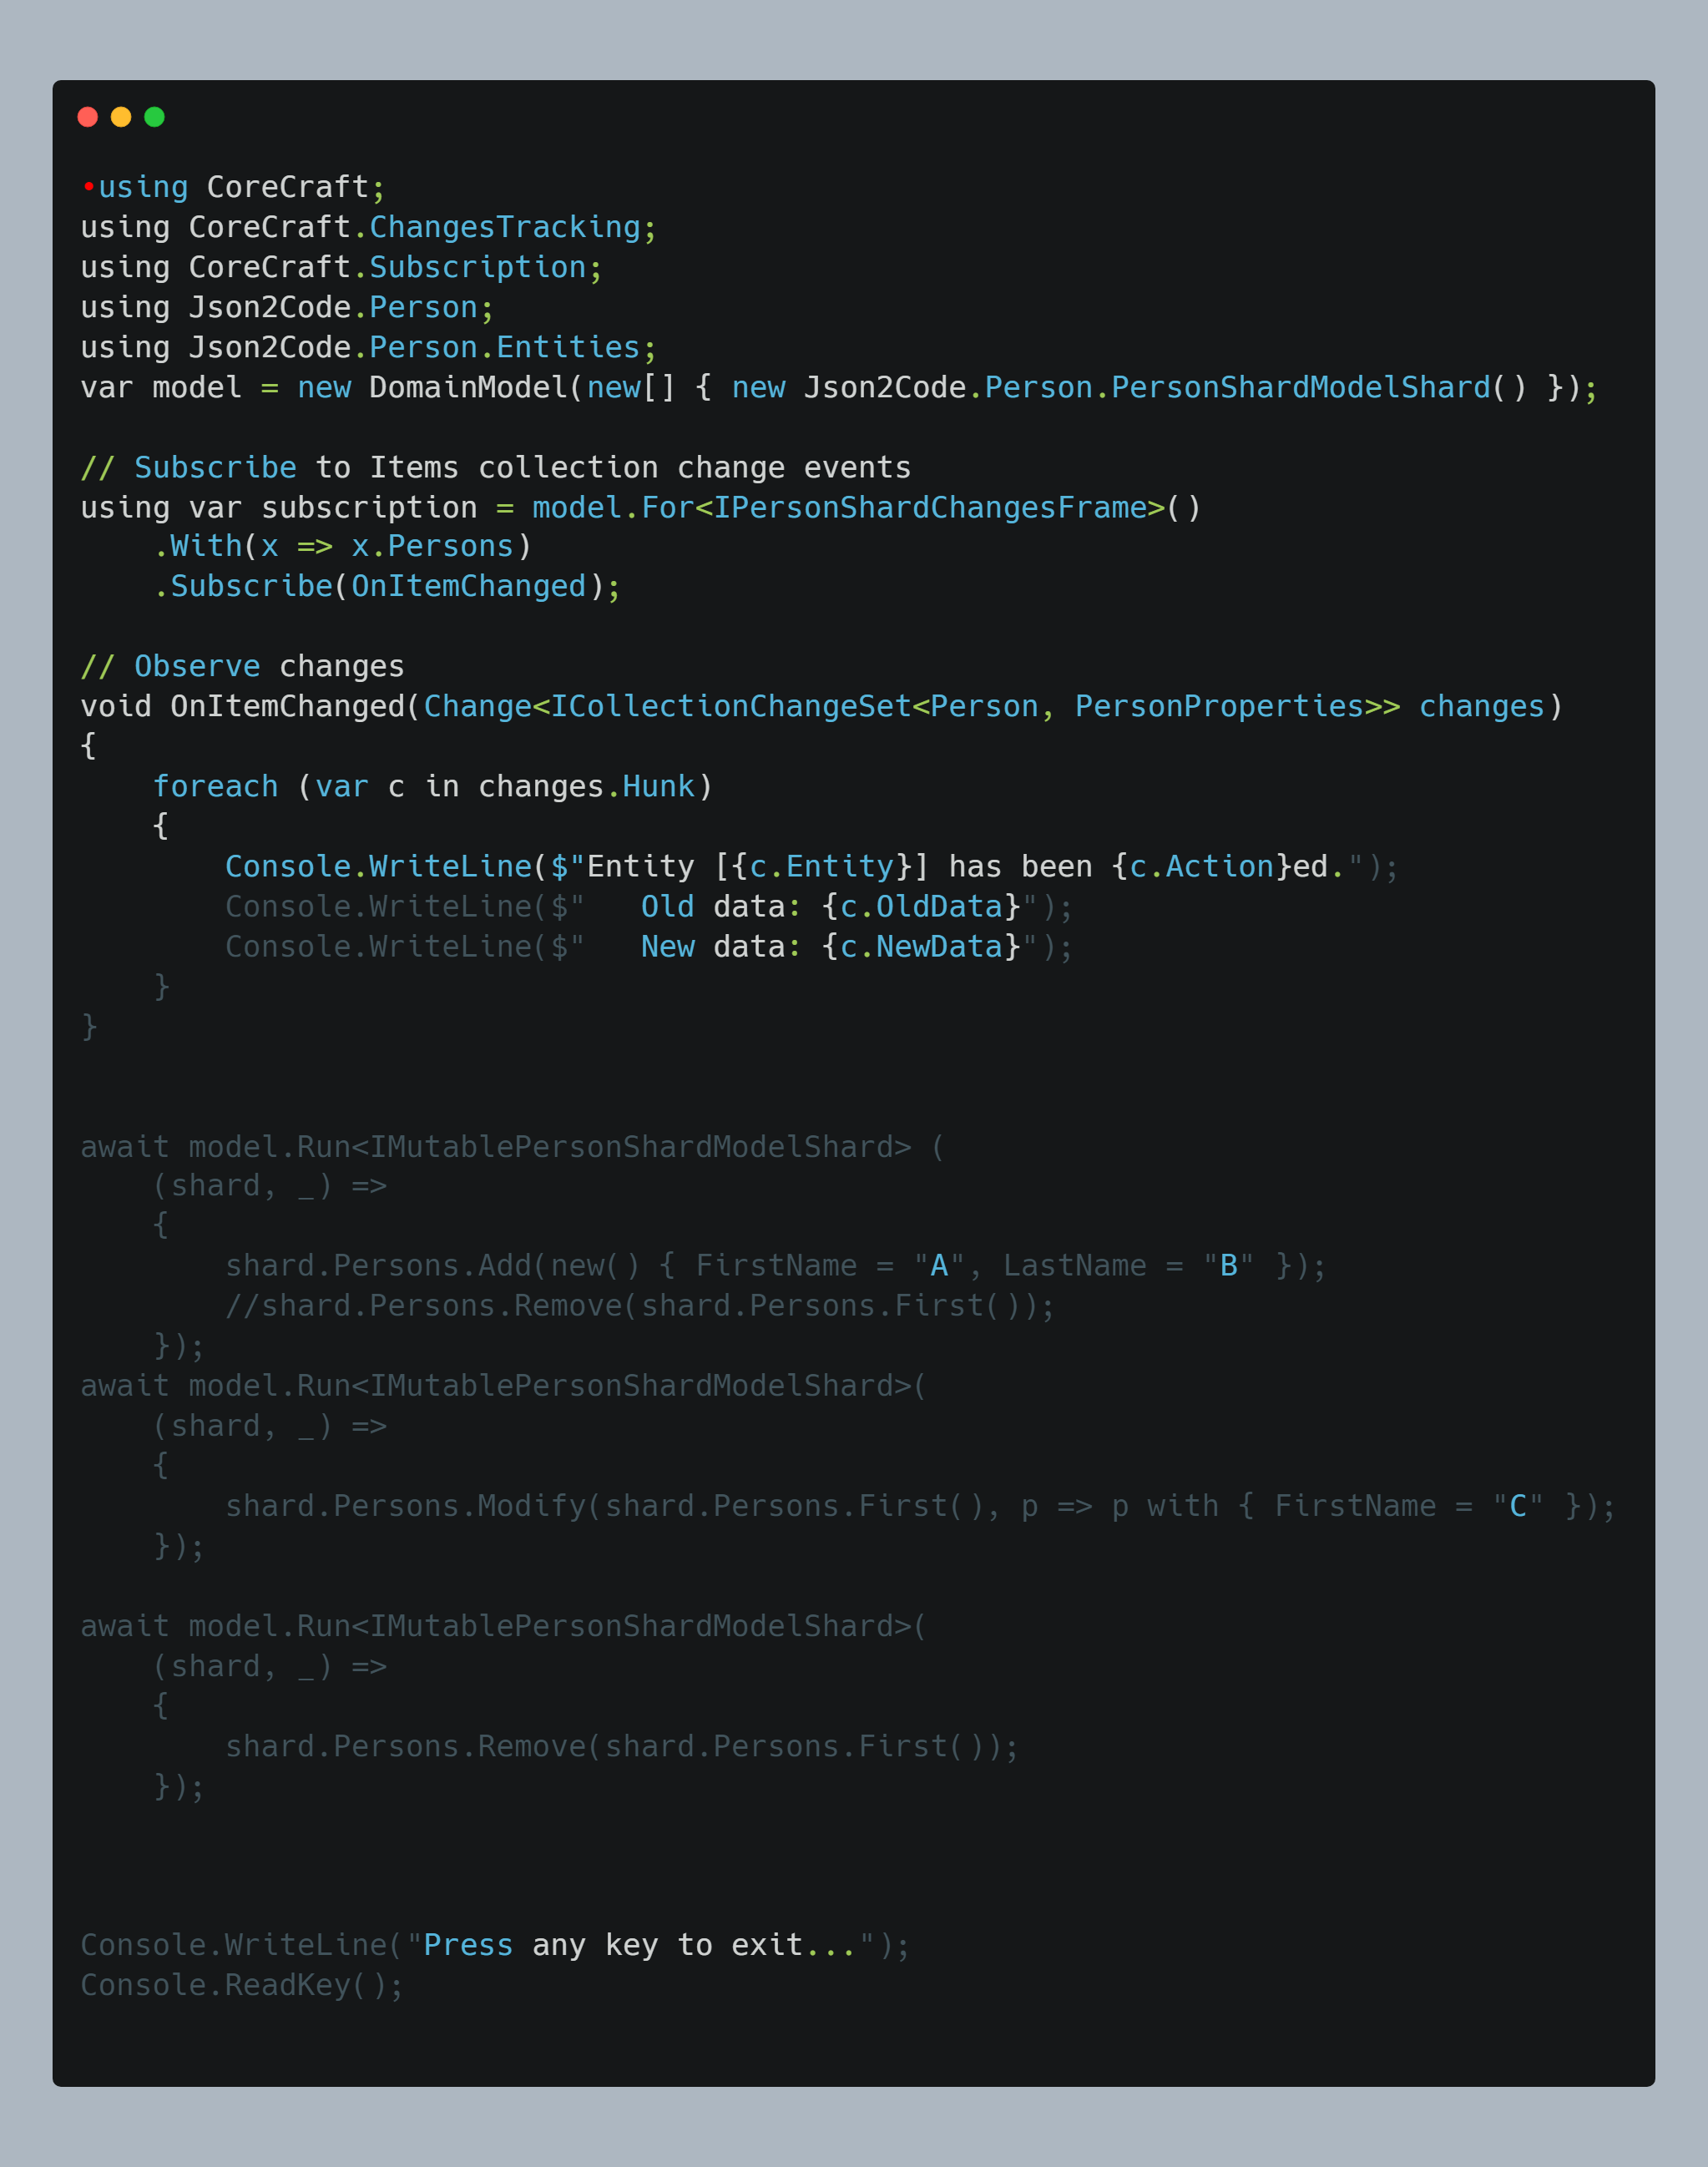 •using CoreCraft;
using CoreCraft.ChangesTracking;
using CoreCraft.Subscription;
using Json2Code.Person;
using Json2Code.Person.Entities;
var model = new DomainModel(new[] { new Json2Code.Person.PersonShardModelShard() });

// Subscribe to Items collection change events
using var subscription = model.For<IPersonShardChangesFrame>()
    .With(x => x.Persons)
    .Subscribe(OnItemChanged);

// Observe changes
void OnItemChanged(Change<ICollectionChangeSet<Person, PersonProperties>> changes)
{
    foreach (var c in changes.Hunk)
    {
        Console.WriteLine($"Entity [{c.Entity}] has been {c.Action}ed.");
        Console.WriteLine($"   Old data: {c.OldData}");
        Console.WriteLine($"   New data: {c.NewData}");
    }
}


await model.Run<IMutablePersonShardModelShard> (
    (shard, _) =>
    {
        shard.Persons.Add(new() { FirstName = "A", LastName = "B" });
        //shard.Persons.Remove(shard.Persons.First());
    });
await model.Run<IMutablePersonShardModelShard>(
    (shard, _) =>
    {
        shard.Persons.Modify(shard.Persons.First(), p => p with { FirstName = "C" });
    });

await model.Run<IMutablePersonShardModelShard>(
    (shard, _) =>
    {
        shard.Persons.Remove(shard.Persons.First());
    });



Console.WriteLine("Press any key to exit...");
Console.ReadKey();